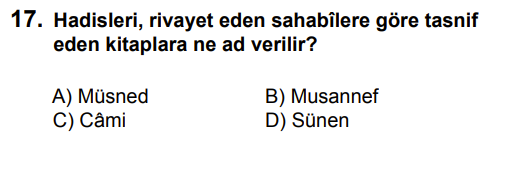 17. Hadisleri, rivayet eden sahabîlere göre tasnif
eden kitaplara ne ad verilir?
A) Müsned B) Musannef
C) Câmi D) Sünen